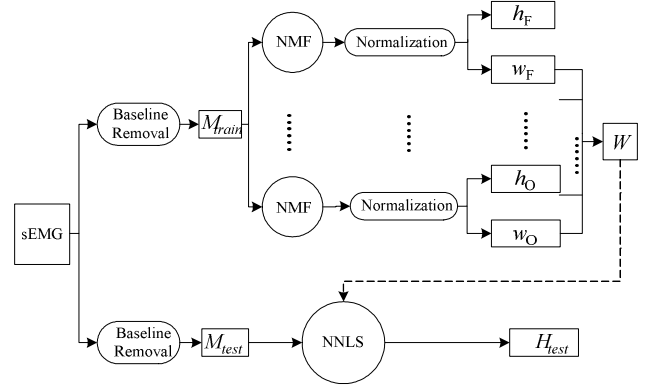 sEMG
Baseline
Removal
M_train
NMF
Normalization
h_F
w_F
NMF
Normalization
h_O
w_O
W
Baseline
Removal
M_test
NNLS
H_test